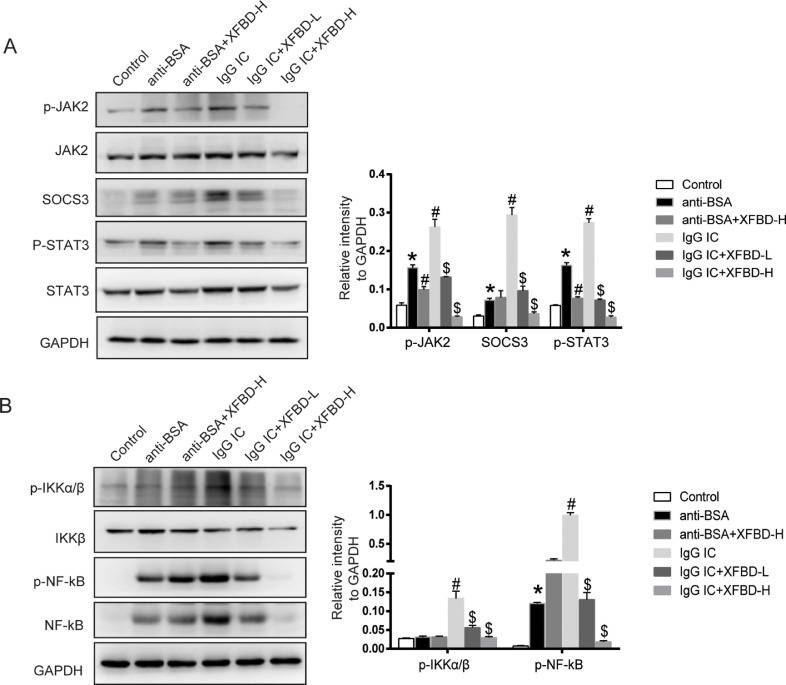 A
Control
anti-BSA
anti-BSA+XFBD-H
IgG IC
IgG IC+XFBD-L
IgG IC+XFBD-H
p-JAK2
JAK2
SOCS3
P-STAT3
STAT3
GAPDH
Relative intensity
to GAPDH
0.4
0.3
0.2
0.1
0.0
* # # $ $
* # $ $
* # # $ $
p-JAK2 SOCS3 p-STAT3
Control
anti-BSA
anti-BSA+XFBD-H
IgG IC
IgG IC+XFBD-L
IgG IC+XFBD-H
B
Control
anti-BSA
anti-BSA+XFBD-H
IgG IC
IgG IC+XFBD-L
IgG IC+XFBD-H
p-IKKα/β
IKKβ
p-NF-kB
NF-kB
GAPDH
Relative intensity
to GAPDH
1.5
1.0
0.5
0.20
0.15
0.10
0.05
0.00
# $ $
* # $ $
p-IKKα/β p-NF-kB
Control
anti-BSA
anti-BSA+XFBD-H
IgG IC
IgG IC+XFBD-L
IgG IC+XFBD-H